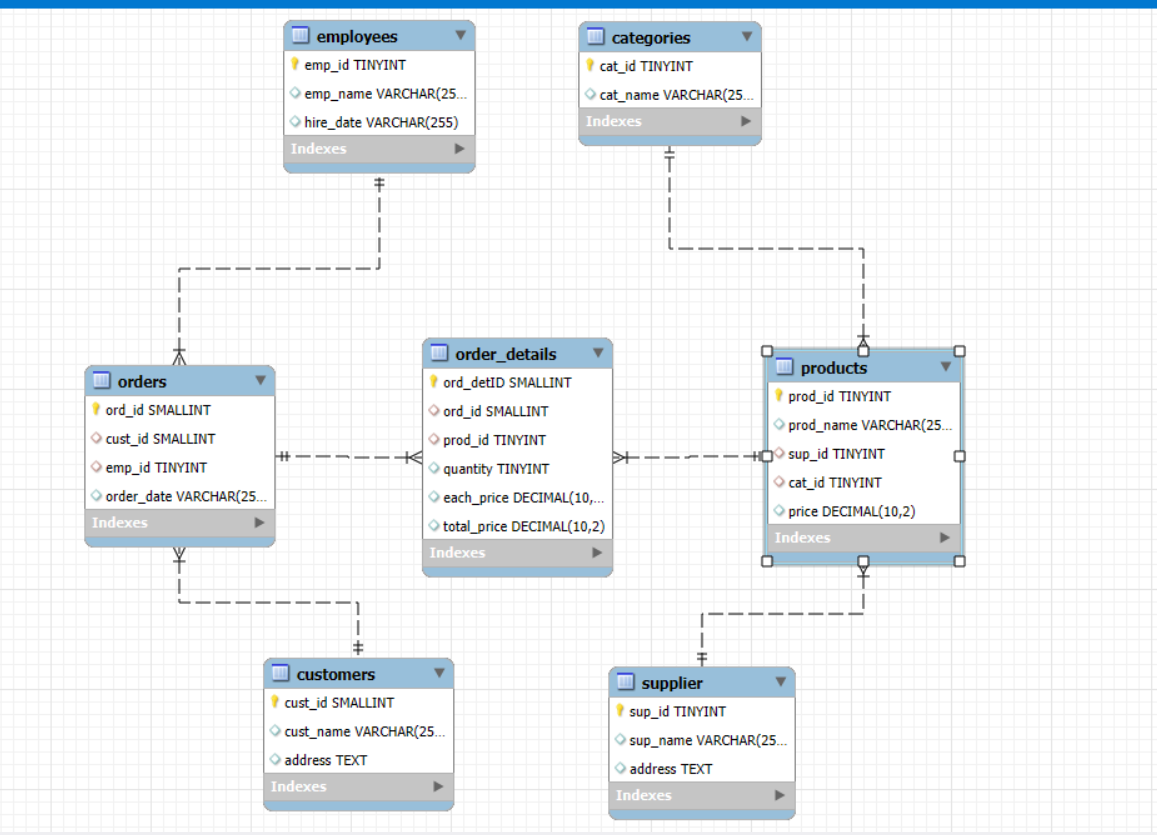 employees
emp_id TINYINT
emp_name VARCHAR(25...
hire_date VARCHAR(255)
Indexes
categories
cat_id TINYINT
cat_name VARCHAR(25...
Indexes
orders
ord_id SMALLINT
cust_id SMALLINT
emp_id TINYINT
order_date VARCHAR(25...
Indexes
order_details
ord_detID SMALLINT
ord_id SMALLINT
prod_id TINYINT
quantity TINYINT
each_price DECIMAL(10,...
total_price DECIMAL(10,2)
Indexes
products
prod_id TINYINT
prod_name VARCHAR(25...
sup_id TINYINT
cat_id TINYINT
price DECIMAL(10,2)
Indexes
customers
cust_id SMALLINT
cust_name VARCHAR(25...
address TEXT
Indexes
supplier
sup_id TINYINT
sup_name VARCHAR(25...
address TEXT
Indexes